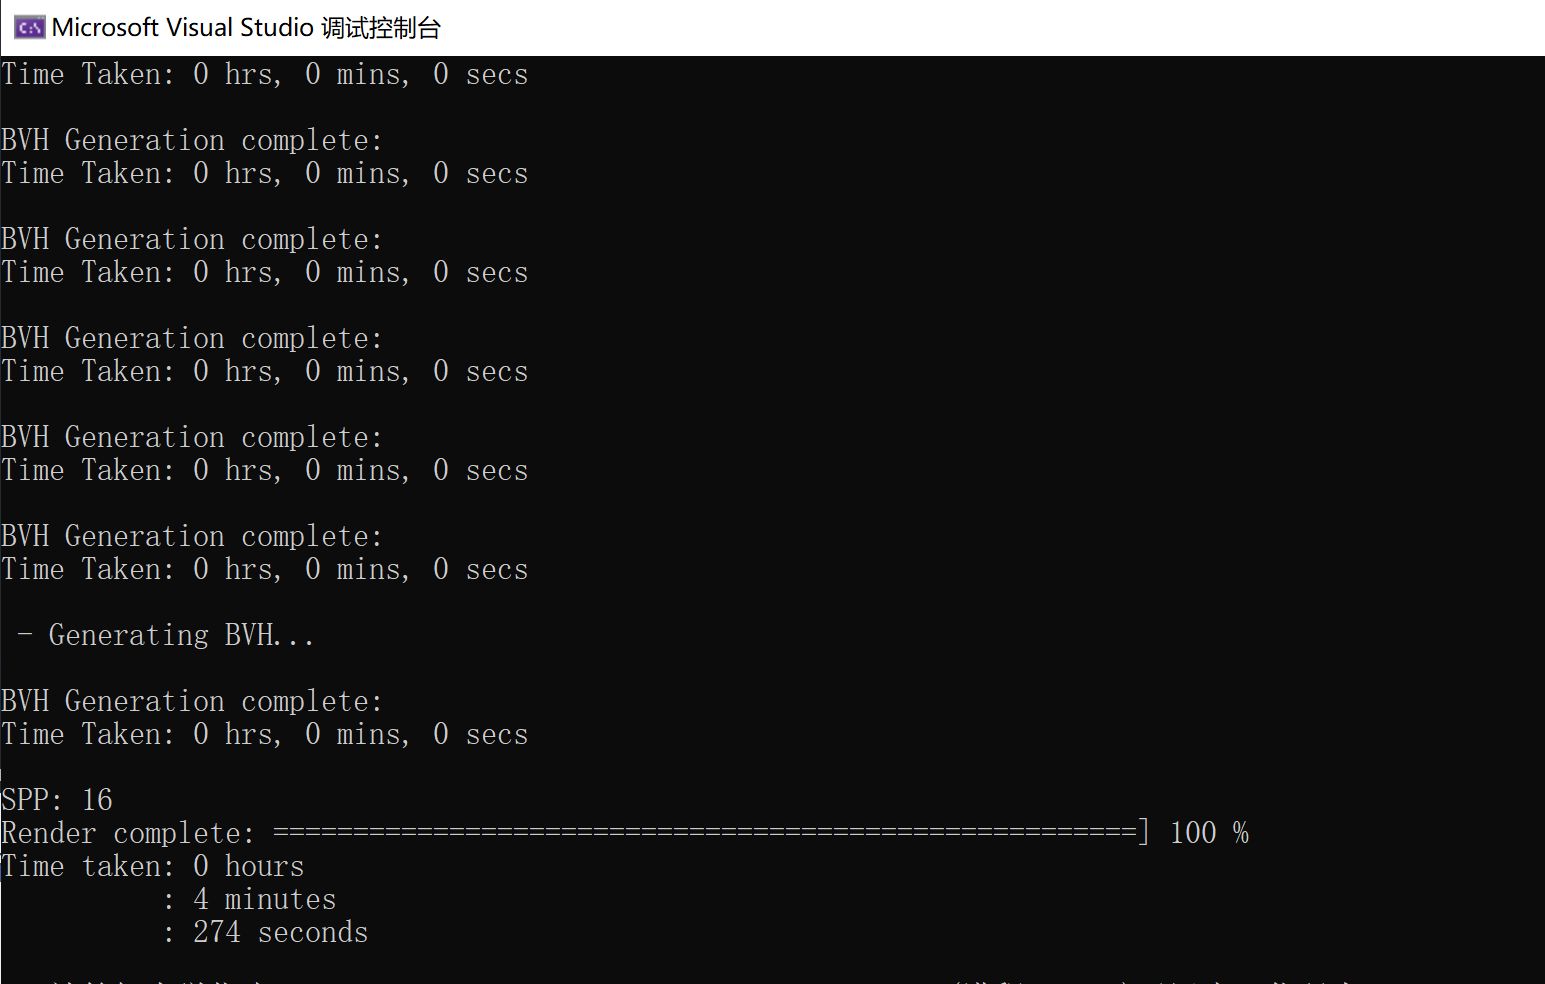 Microsoft Visual Studio 调试控制台
Time Taken: 0 hrs, 0 mins, 0 secs
BVH Generation complete:
Time Taken: 0 hrs, 0 mins, 0 secs
BVH Generation complete:
Time Taken: 0 hrs, 0 mins, 0 secs
BVH Generation complete:
Time Taken: 0 hrs, 0 mins, 0 secs
BVH Generation complete:
Time Taken: 0 hrs, 0 mins, 0 secs
BVH Generation complete:
Time Taken: 0 hrs, 0 mins, 0 secs
- Generating BVH...
BVH Generation complete:
Time Taken: 0 hrs, 0 mins, 0 secs
SPP: 16
Render complete: ======================================================] 100 %
Time taken: 0 hours
: 4 minutes
: 274 seconds